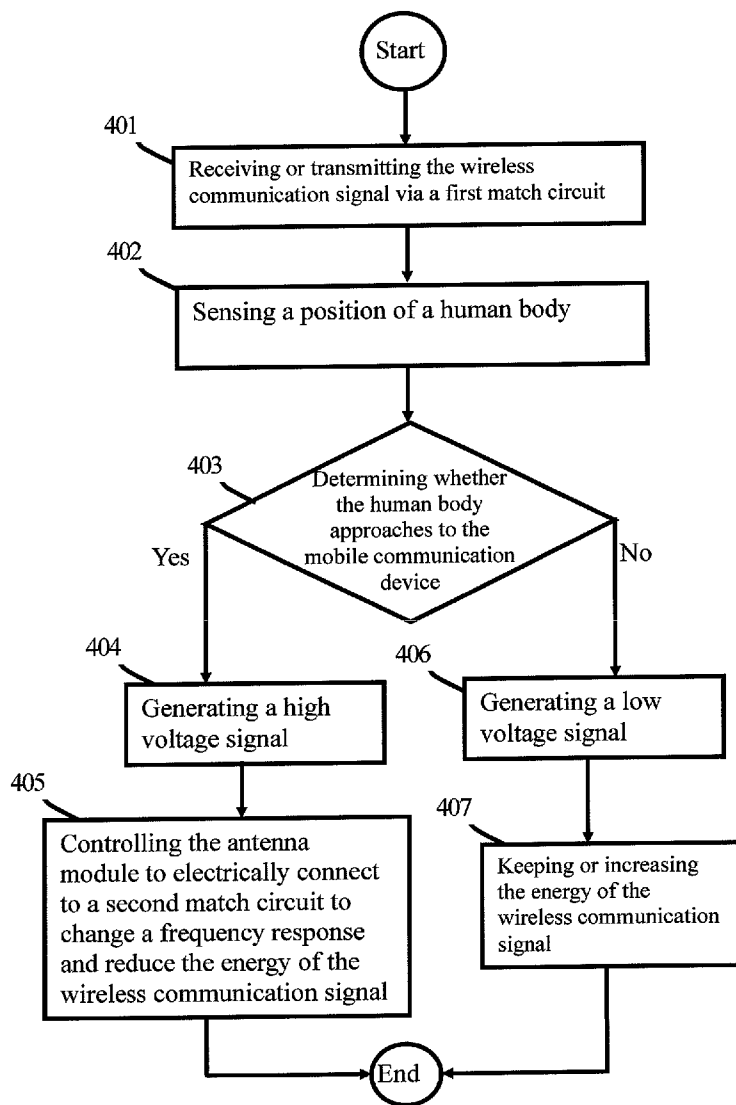 Start
401
Receiving or transmitting the wireless
communication signal via a first match circuit
402
Sensing a position of a human body
403
Determining whether
the human body
approaches to the
mobile communication
device
Yes
No
404
Generating a high
voltage signal
406
Generating a low
voltage signal
405
Controlling the antenna
module to electrically connect
to a second match circuit to
change a frequency response
and reduce the energy of the
wireless communication signal
407
Keeping or increasing
the energy of the
wireless communication
signal
End